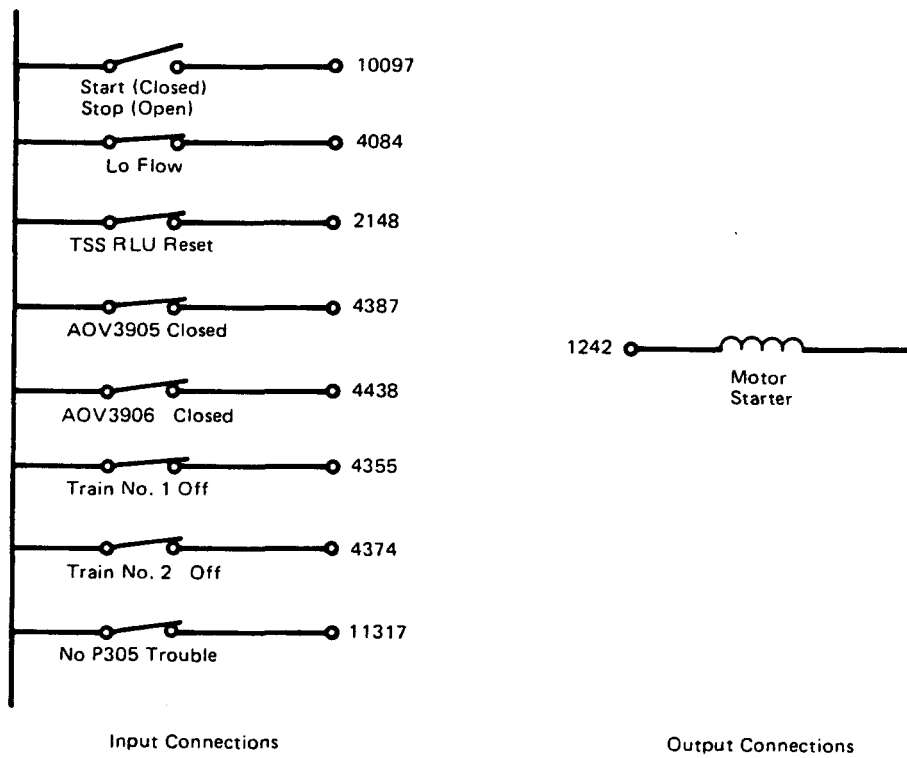 10097
Start (Closed)
Stop (Open)
4084
Lo Flow
2148
TSS RLU Reset
4387
AOV3905 Closed
1242
Motor
Starter
4438
AOV3906 Closed
4355
Train No. 1 Off
4374
Train No. 2 Off
11317
No P305 Trouble
Input Connections
Output Connections